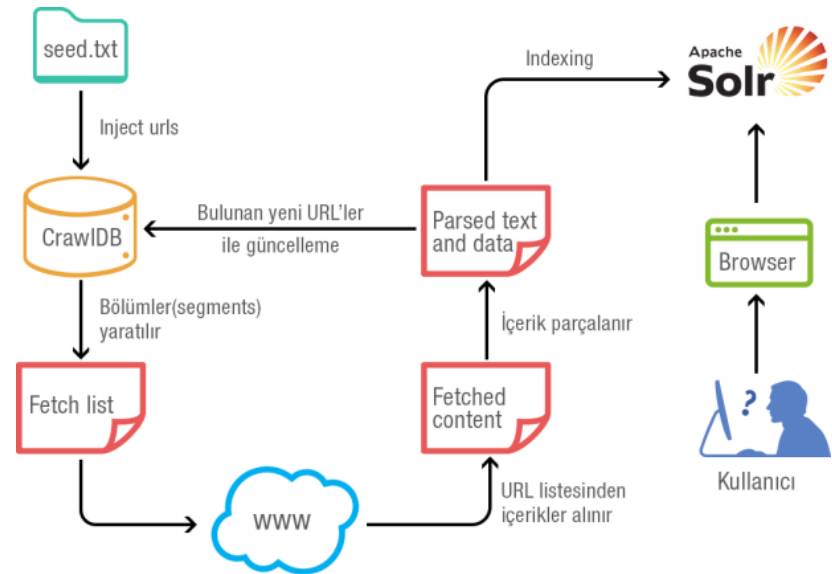 seed.txt
Inject urls
CrawlDB
Bölümler(segments)
yaratılır
Fetch list
www
URL listesinden
içerikler alınır
Fetched
content
İçerik parçalanır
Parsed text
and data
Bulunan yeni URL'ler
ile güncelleme
Indexing
Apache
Solr
Browser
?
Kullanıcı